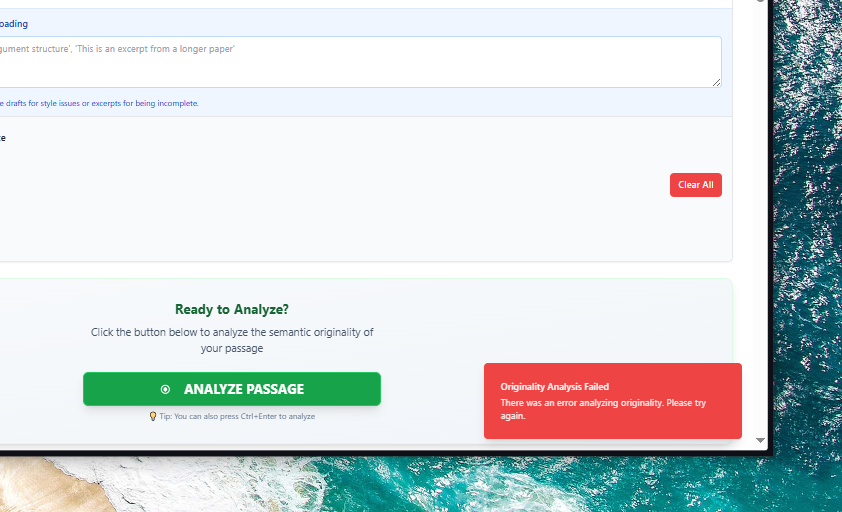 oading
gument structure', 'This is an excerpt from a longer paper'
e drafts for style issues or excerpts for being incomplete.
te
Clear All
Ready to Analyze?
Click the button below to analyze the semantic originality of
your passage
ANALYZE PASSAGE
Tip: You can also press Ctrl+Enter to analyze
Originality Analysis Failed
There was an error analyzing originality. Please try
again.